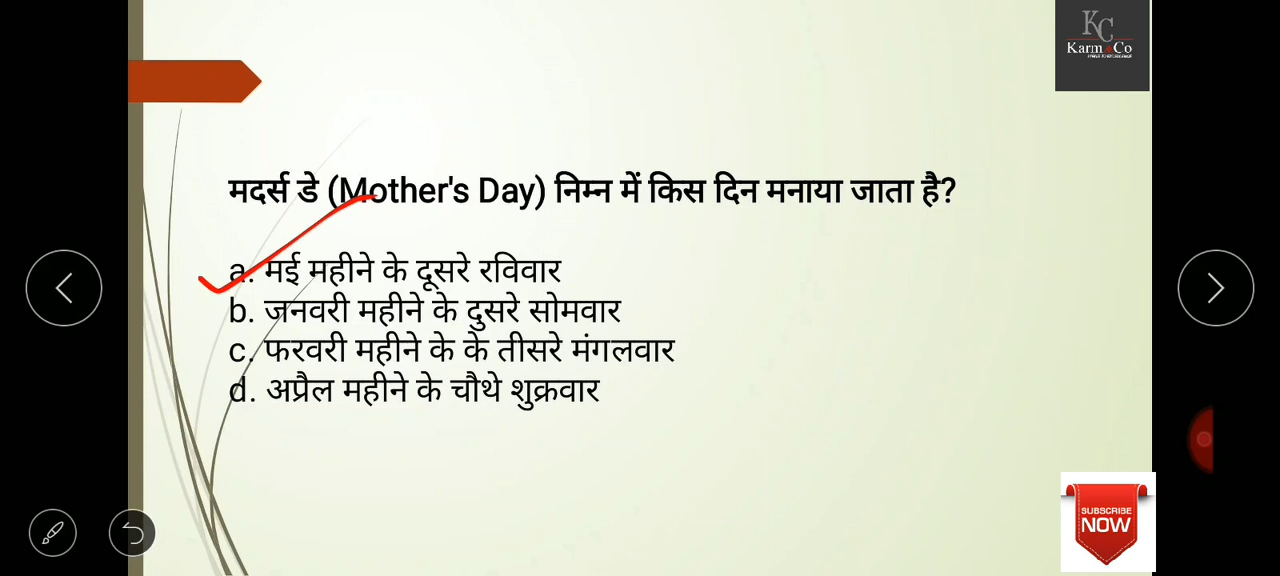 KC
Karm Co
मदर्स डे (Mother's Day) निम्न में किस दिन मनाया जाता है?
a. मई महीने के दूसरे रविवार
b. जनवरी महीने के दुसरे सोमवार
c. फरवरी महीने के के तीसरे मंगलवार
d. अप्रैल महीने के चौथे शुक्रवार
SUBSCRIBE
NOW